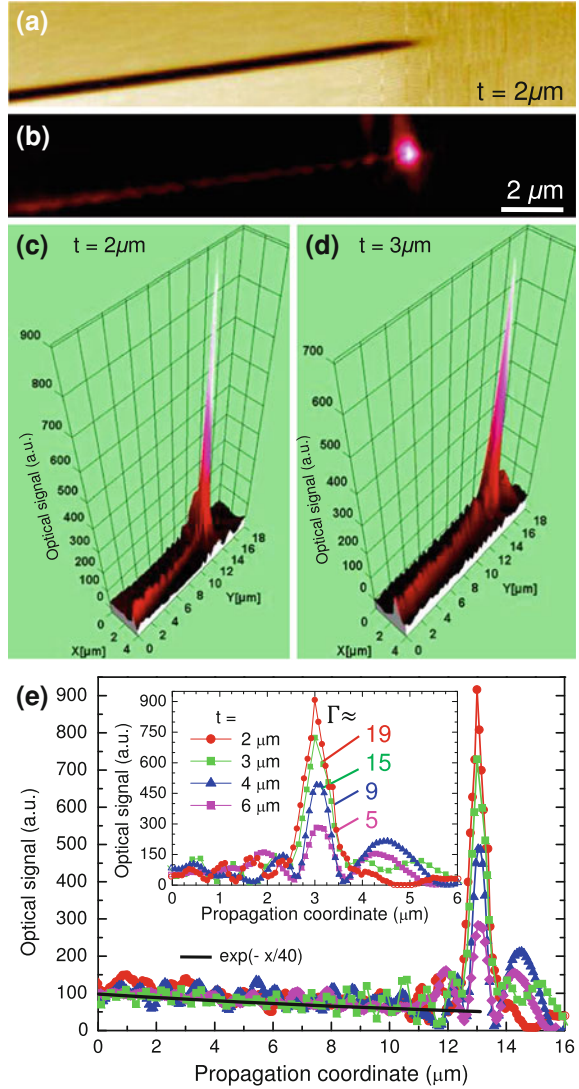 (a)
t = 2μm
(b)
2 μm
(c) t = 2μm
900
800
700
600
500
400
300
200
100
0
Optical signal (a.u.)
X[μm]
0
2
4
0
2
4
6
8
10
12
14
16
18
Y[μm]
(d) t = 3μm
700
600
500
400
300
200
100
0
Optical signal (a.u.)
X[μm]
0
2
4
0
2
4
6
8
10
12
14
16
18
Y[μm]
(e)
900
800
700
600
500
400
300
200
100
0
Optical signal (a.u.)
900
750
600
450
300
150
0
Optical signal (a.u.)
t =
2 μm
3 μm
4 μm
6 μm
Γ≈
19
15
9
5
0 1 2 3 4 5 6
Propagation coordinate (μm)
exp(- x/40)
0 2 4 6 8 10 12 14 16
Propagation coordinate (μm)